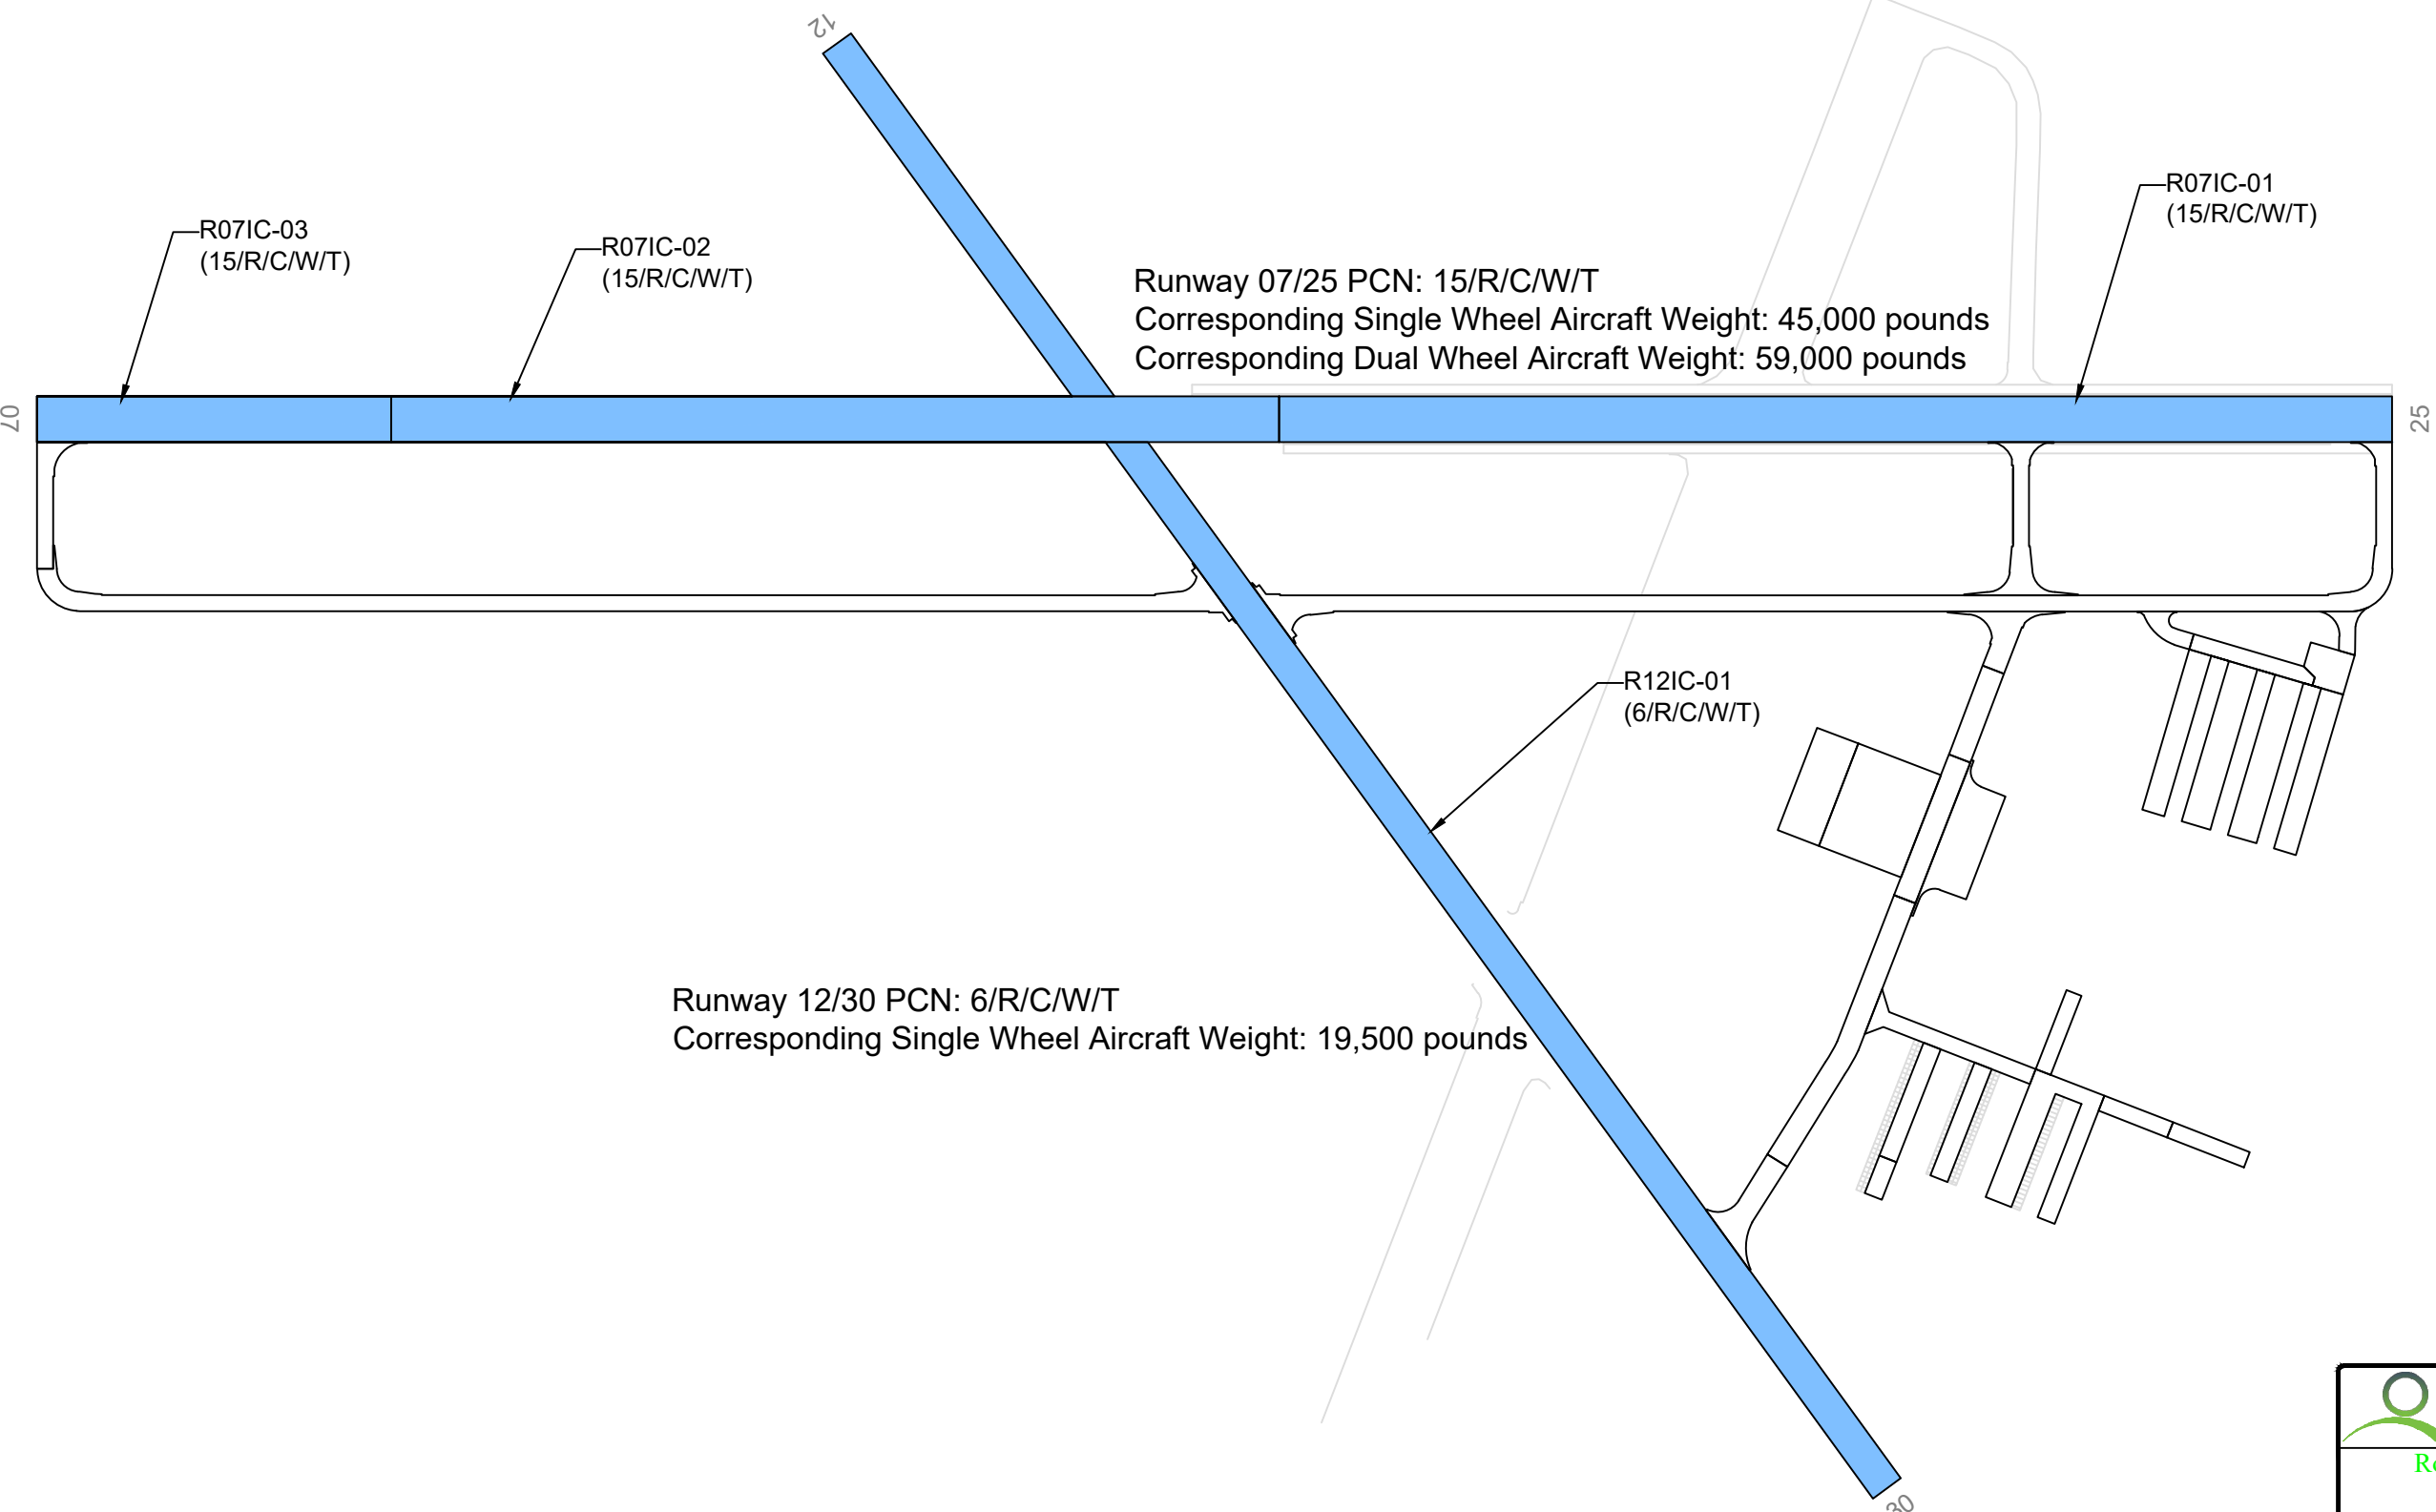 12
R07IC-01
(15/R/C/W/T)
R07IC-03
(15/R/C/W/T)
R07IC-02
(15/R/C/W/T)
Runway 07/25 PCN: 15/R/C/W/T
Corresponding Single Wheel Aircraft Weight: 45,000 pounds
Corresponding Dual Wheel Aircraft Weight: 59,000 pounds
07
25
R12IC-01
(6/R/C/W/T)
Runway 12/30 PCN: 6/R/C/W/T
Corresponding Single Wheel Aircraft Weight: 19,500 pounds
30